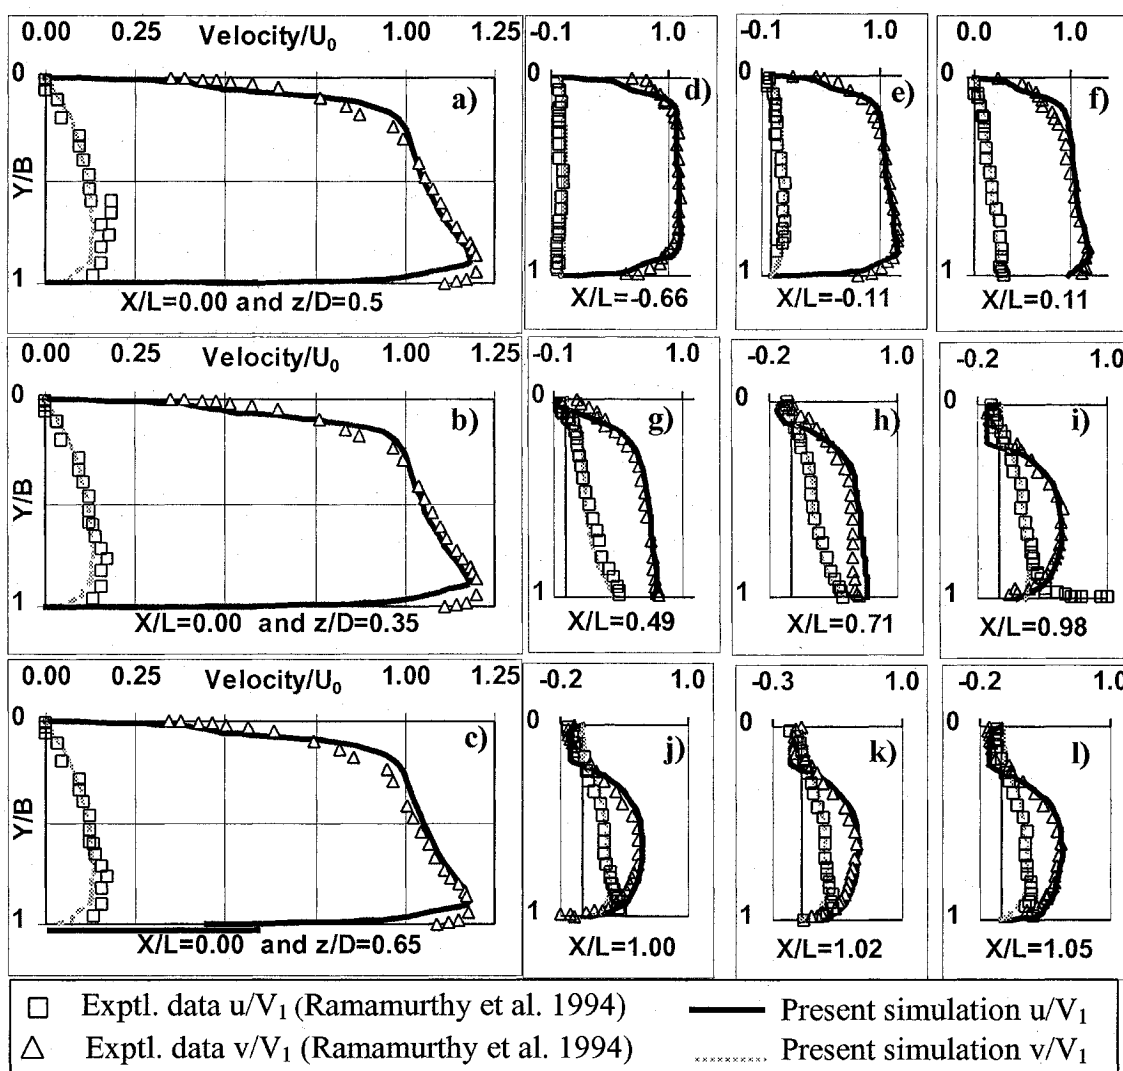 0.00 0.25 Velocity/U0 1.00 1.25
-0.1 1.0
-0.1 1.0
0.0 1.0
0
Y/B
1
a)
X/L=0.00 and z/D=0.5
0
1
d)
X/L=-0.66
0
1
e)
X/L=-0.11
0
1
f)
X/L=0.11
0.00 0.25 Velocity/U0 1.00 1.25
-0.1 1.0
-0.2 1.0
-0.2 1.0
0
Y/B
1
b)
X/L=0.00 and z/D=0.35
0
1
g)
X/L=0.49
0
1
h)
X/L=0.71
0
1
i)
X/L=0.98
0.00 0.25 Velocity/U0 1.00 1.25
-0.2 1.0
-0.3 1.0
-0.2 1.0
0
Y/B
1
c)
X/L=0.00 and z/D=0.65
0
1
j)
X/L=1.00
0
1
k)
X/L=1.02
0
1
l)
X/L=1.05
Exptl. data u/V1 (Ramamurthy et al. 1994)
Present simulation u/V1
Exptl. data v/V1 (Ramamurthy et al. 1994)
Present simulation v/V1